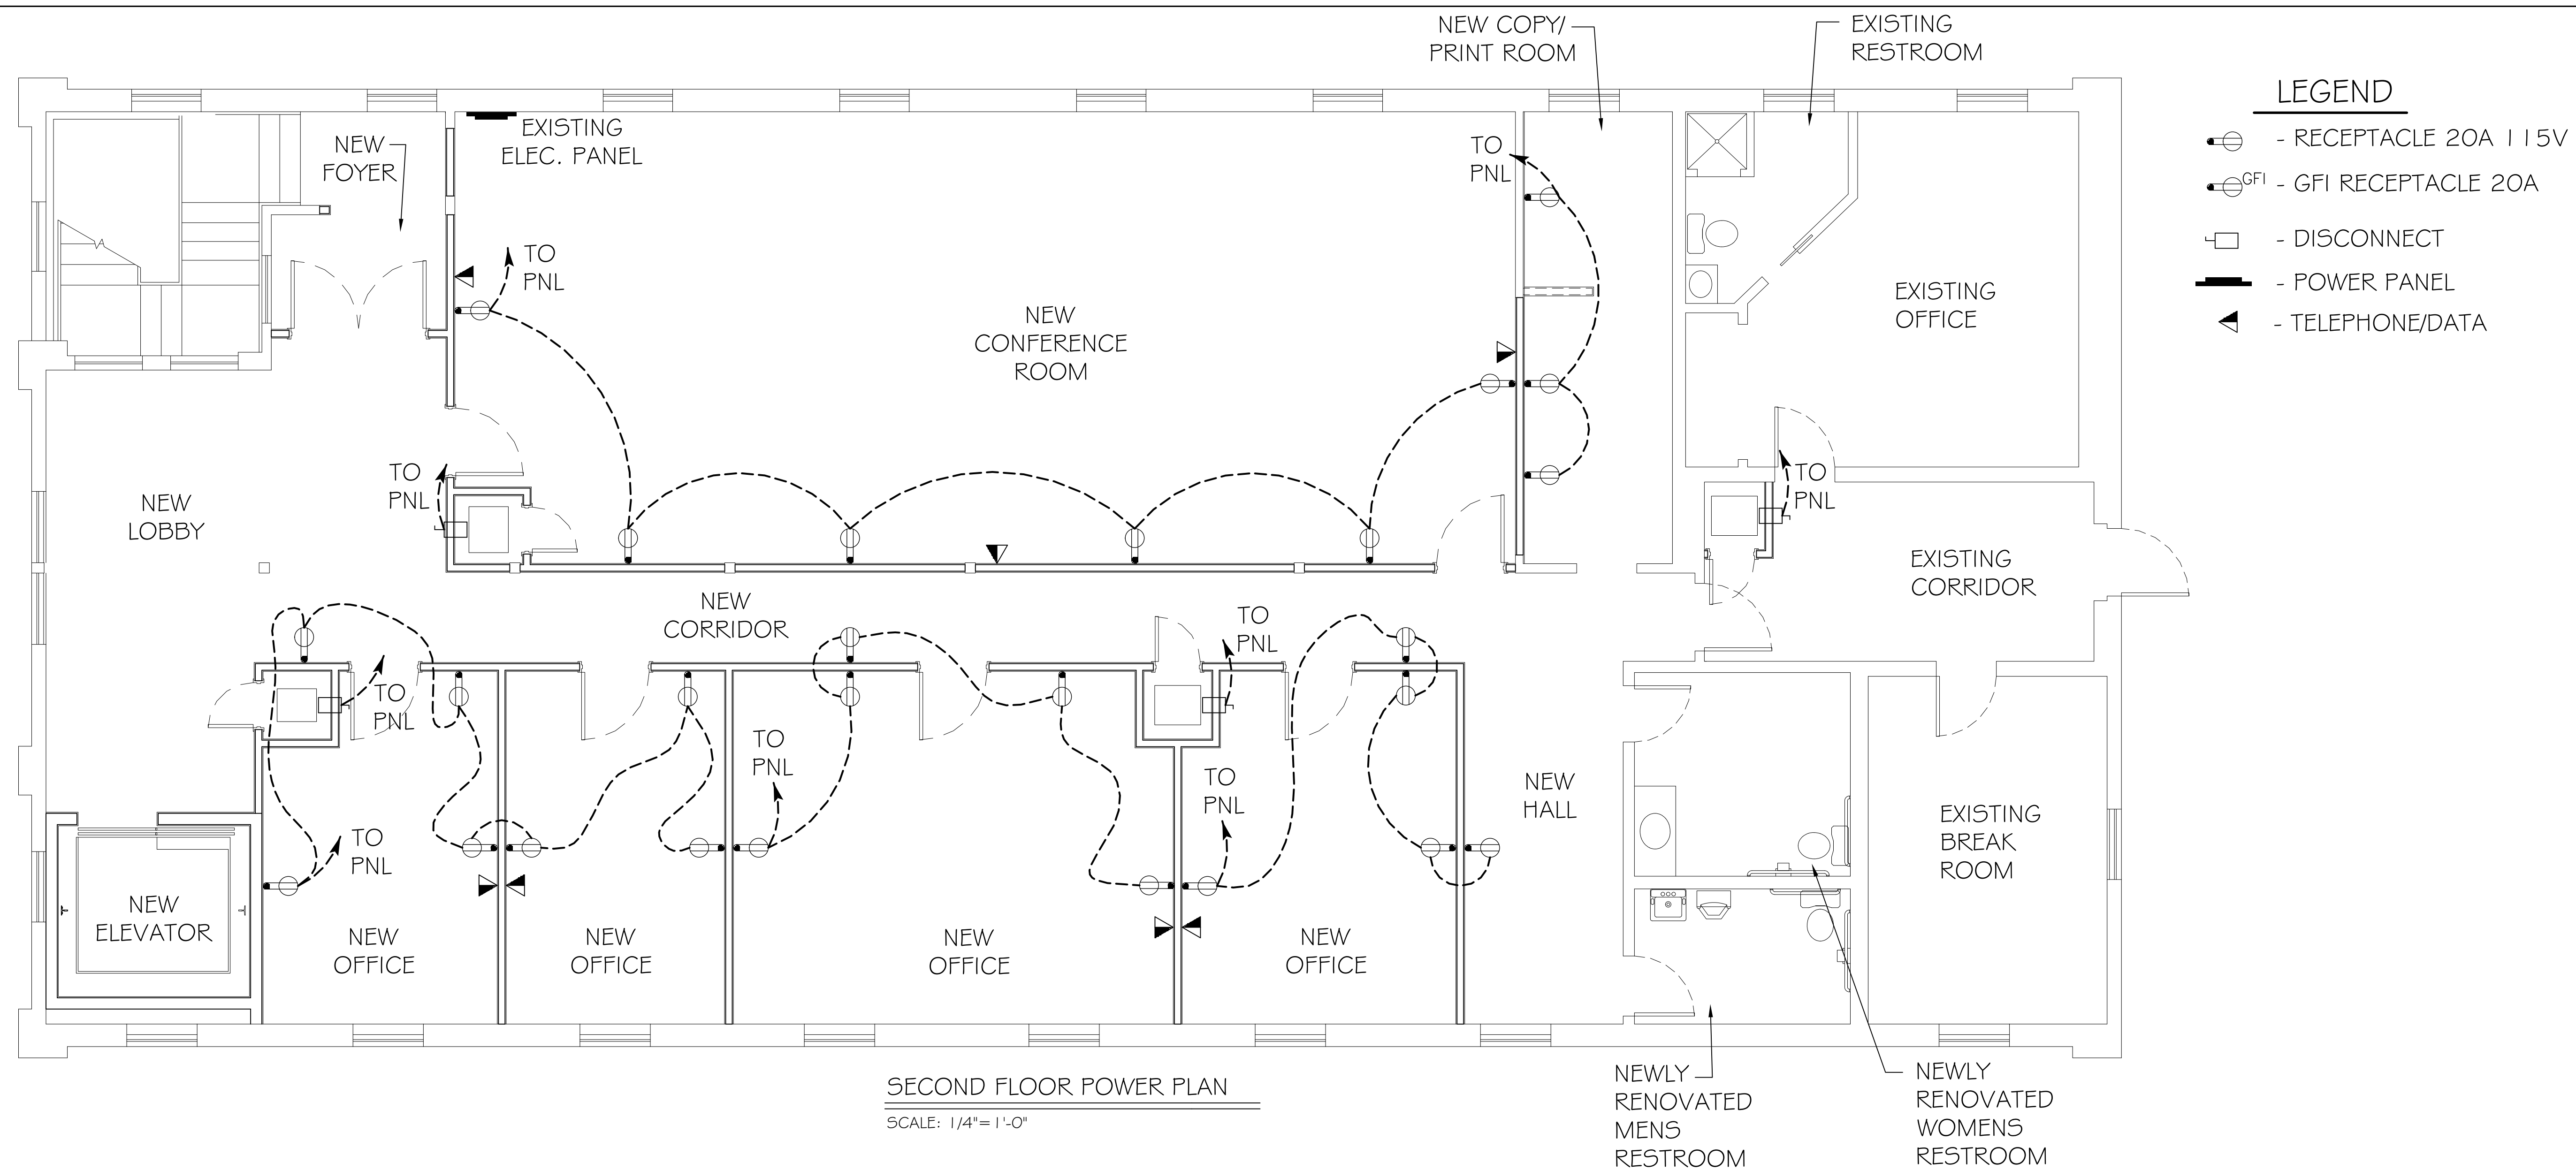 NEW COPY/
PRINT ROOM
EXISTING
RESTROOM
LEGEND
- RECEPTACLE 20A 115V
GFI - GFI RECEPTACLE 20A
- DISCONNECT
- POWER PANEL
- TELEPHONE/DATA
NEW
FOYER
EXISTING
ELEC. PANEL
TO
PNL
TO
PNL
NEW
CONFERENCE
ROOM
EXISTING
OFFICE
TO
PNL
TO
PNL
NEW
LOBBY
EXISTING
CORRIDOR
NEW
CORRIDOR
TO
PNL
TO
PNL
TO
PNL
TO
PNL
TO
PNL
NEW
HALL
EXISTING
BREAK
ROOM
NEW
ELEVATOR
NEW
OFFICE
NEW
OFFICE
NEW
OFFICE
NEW
OFFICE
SECOND FLOOR POWER PLAN
SCALE: 1/4"= 1'-0"
NEWLY
RENOVATED
MENS
RESTROOM
NEWLY
RENOVATED
WOMENS
RESTROOM